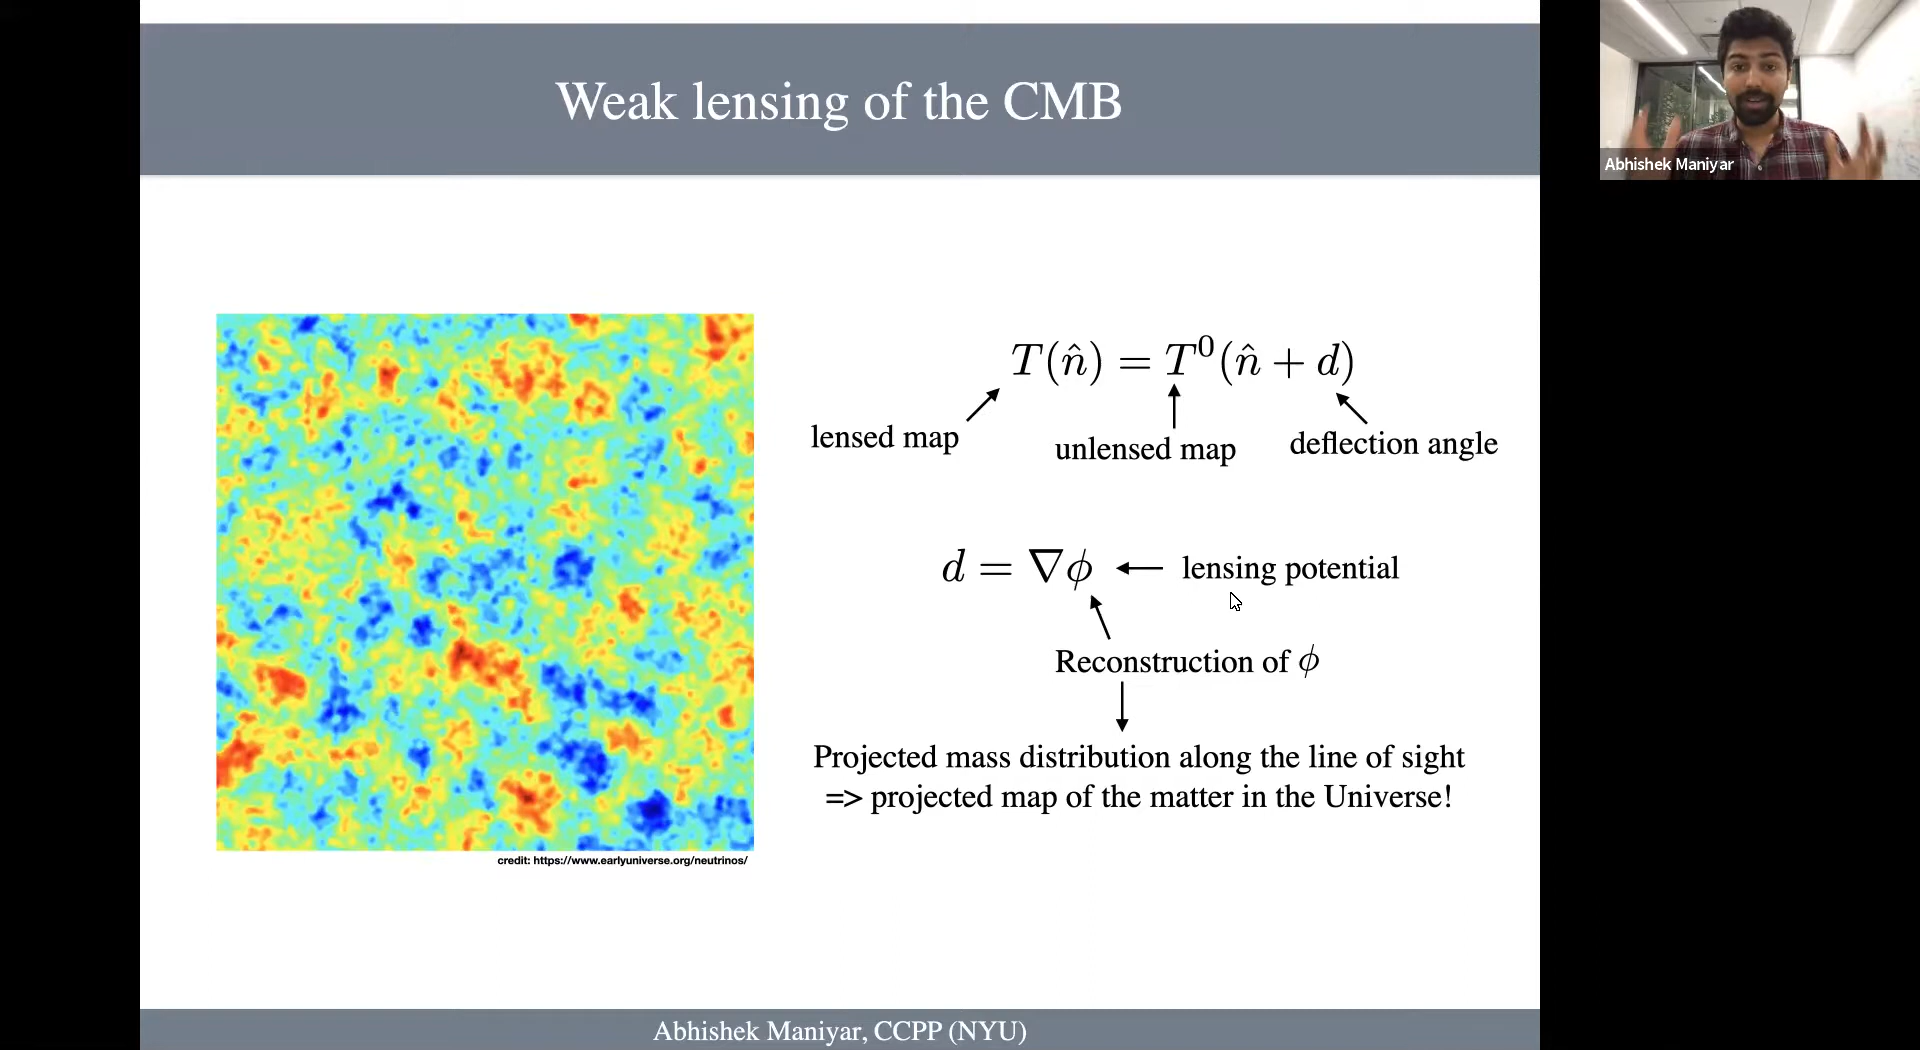 Weak lensing of the CMB
Abhishek Maniyar
T(n̂) = T⁰(n̂ + d)
lensed map
unlensed map
deflection angle
d = ∇ϕ
lensing potential
Reconstruction of ϕ
Projected mass distribution along the line of sight
=> projected map of the matter in the Universe!
credit: https://www.earlyuniverse.org/neutrinos/
Abhishek Maniyar, CCPP (NYU)